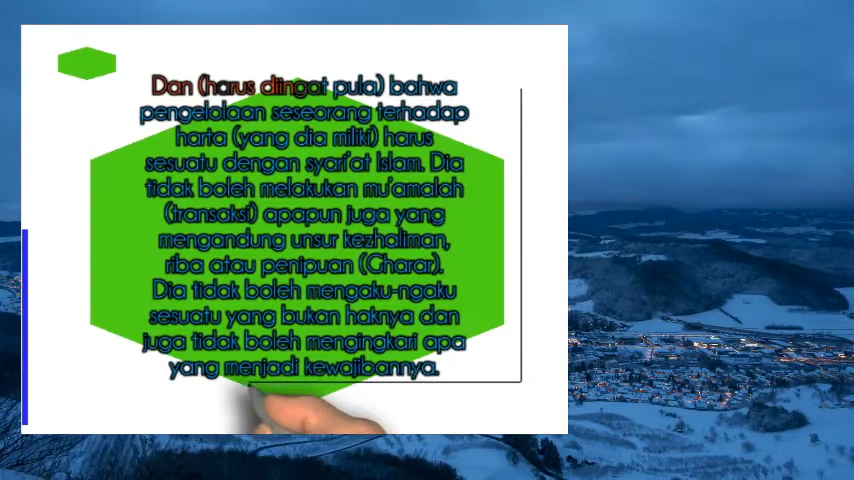 Dan (harus diingat pula) bahwa
pengelolaan seseorang terhadap
harta (yang dia miliki) harus
sesuatu dengan syari'at Islam. Dia
tidak boleh melakukan mu'amalah
(transaksi) apapun juga yang
mengandung unsur kezhaliman,
riba atau penipuan (Gharar).
Dia tidak boleh mengaku-ngaku
sesuatu yang bukan haknya dan
juga tidak boleh mengingkari apa
yang menjadi kewajibannya.